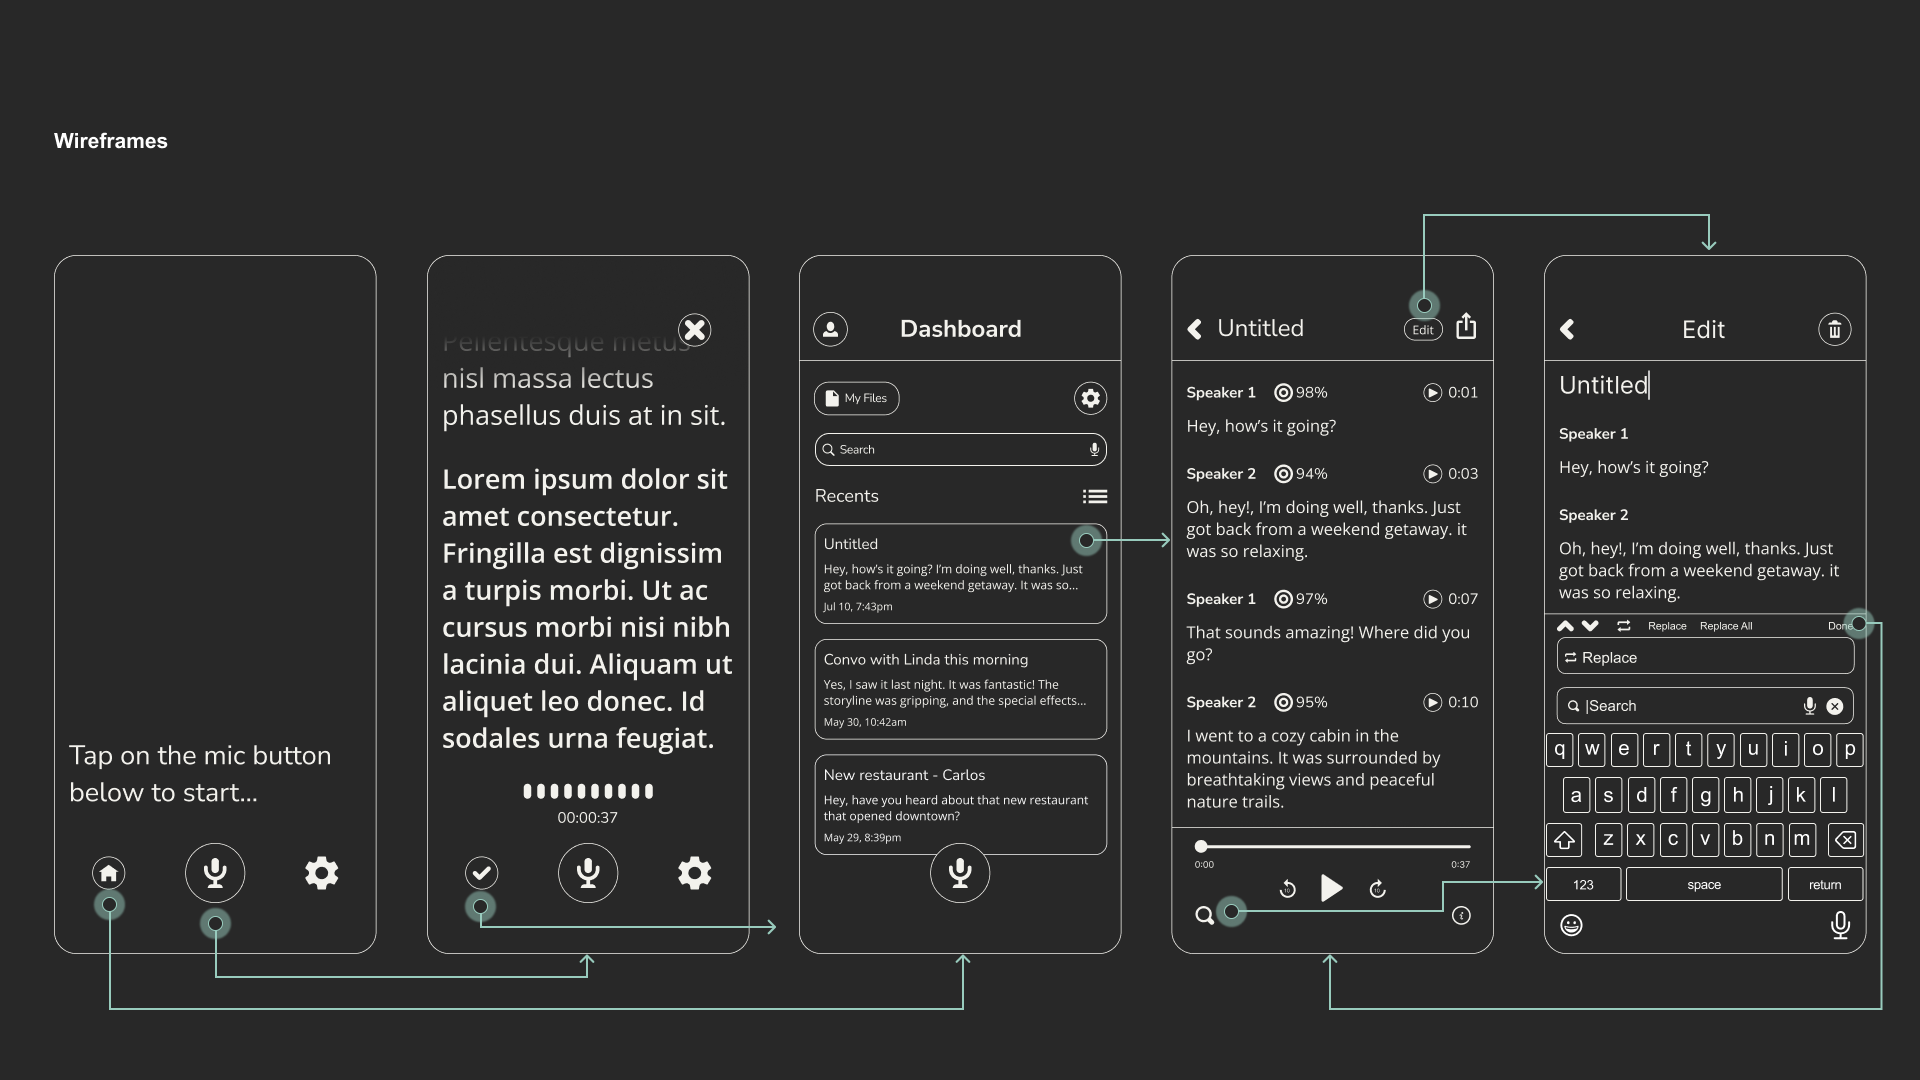 Wireframes
Tap on the mic button
below to start...
Pellentesque metus
nisl massa lectus
phasellus duis at in sit.
Lorem ipsum dolor sit
amet consectetur.
Fringilla est dignissim
a turpis morbi. Ut ac
cursus morbi nisi nibh
lacinia dui. Aliquam ut
aliquet leo donec. Id
sodales urna feugiat.
00:00:37
Dashboard
My Files
Search
Recents
Untitled
Hey, how's it going? I'm doing well, thanks. Just
got back from a weekend getaway. It was so...
Jul 10, 7:43pm
Convo with Linda this morning
Yes, I saw it last night. It was fantastic! The
storyline was gripping, and the special effects...
May 30, 10:42am
New restaurant - Carlos
Hey, have you heard about that new restaurant
that opened downtown?
May 29, 8:39pm
Untitled
Edit
Speaker 1 98% 0:01
Hey, how's it going?
Speaker 2 94% 0:03
Oh, hey!, I'm doing well, thanks. Just
got back from a weekend getaway. it
was so relaxing.
Speaker 1 97% 0:07
That sounds amazing! Where did you
go?
Speaker 2 95% 0:10
I went to a cozy cabin in the
mountains. It was surrounded by
breathtaking views and peaceful
nature trails.
0:00 0:37
10 10
i
Edit
Untitled
Speaker 1
Hey, how's it going?
Speaker 2
Oh, hey!, I'm doing well, thanks. Just
got back from a weekend getaway. it
was so relaxing.
Replace Replace All Done
Replace
Search
q w e r t y u i o p
a s d f g h j k l
z x c v b n m
123 space return